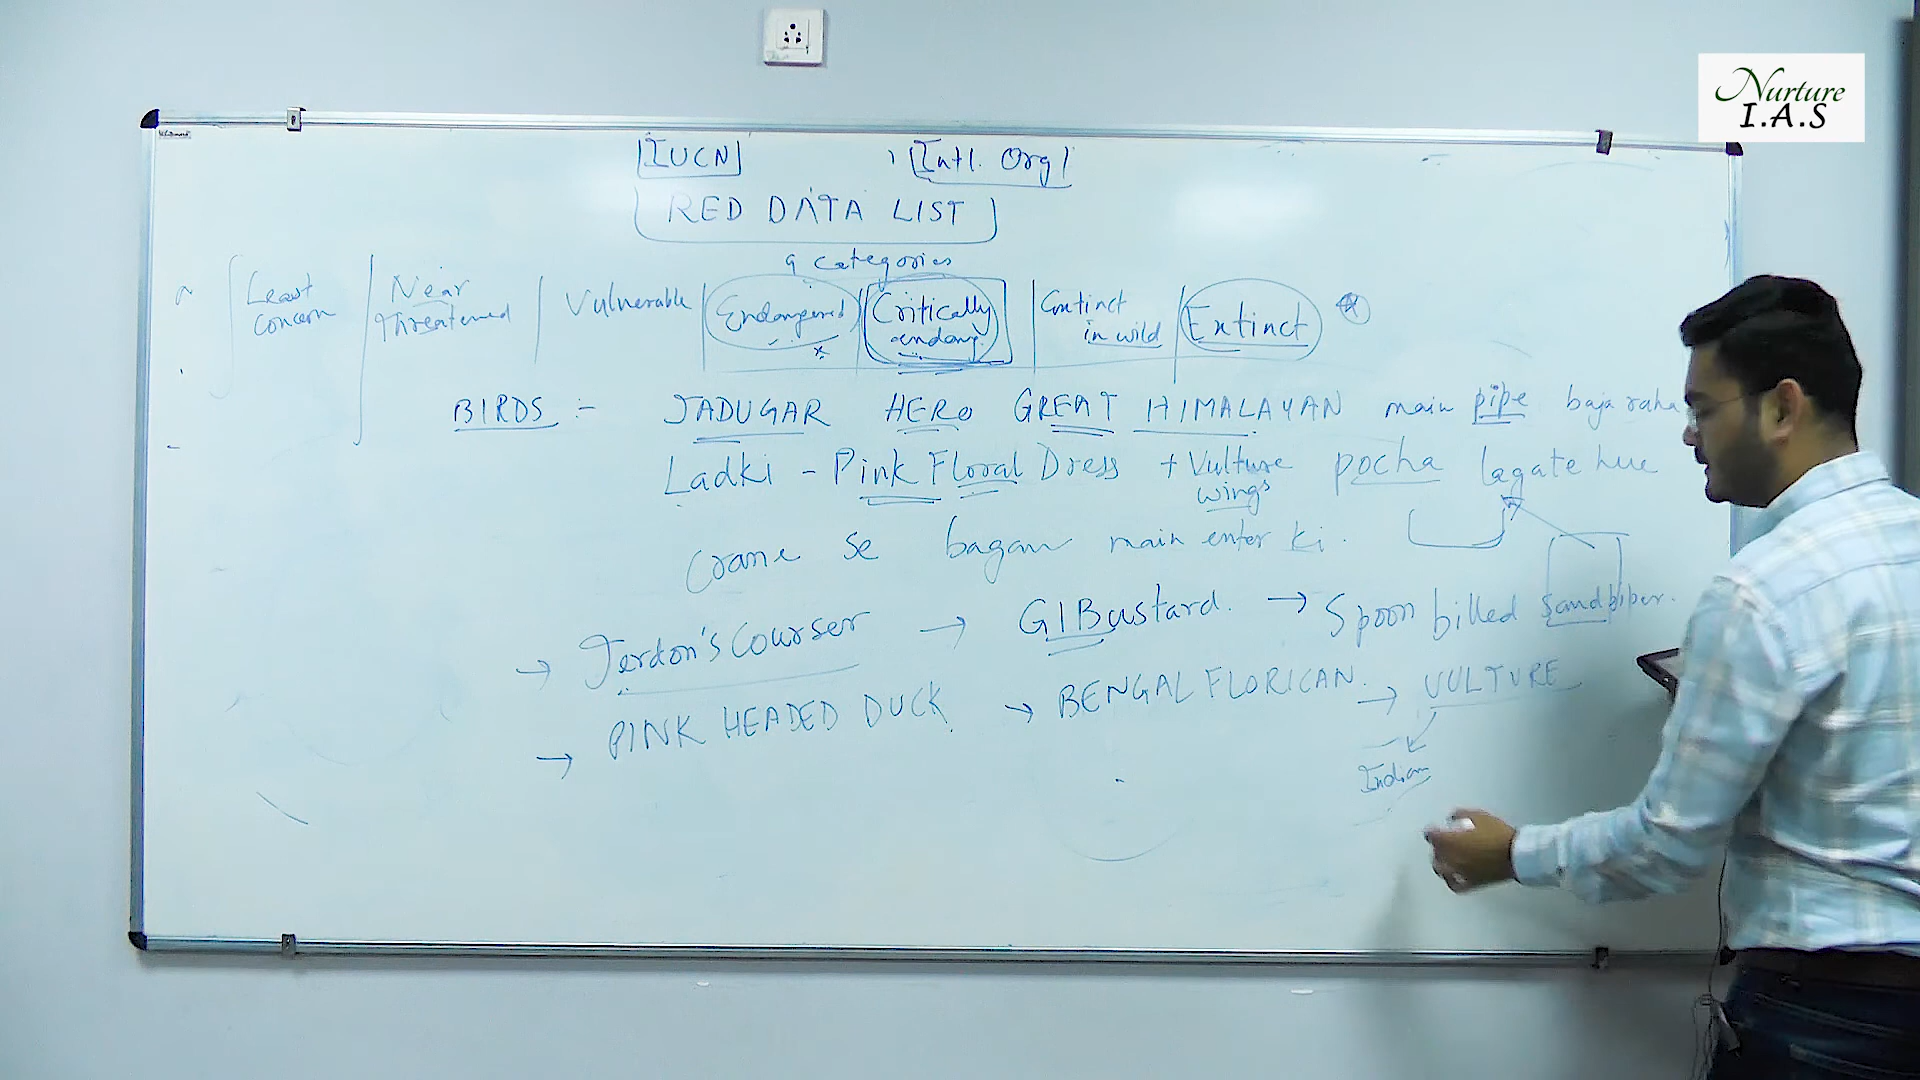 Nurture
I.A.S
IUCN Intl. Org
RED DATA LIST
9 categories
Least concern Near Threatened Vulnerable Endangered Critically endang. Extinct in wild Extinct
BIRDS :- JADUGAR HERO GREAT HIMALAYAN main pipe baja raha
Ladki - Pink Floral Dress + Vulture wings pocha lagate hue
Crane se bagan main enter ki.
→ Jerdon's Courser → GIBustard. → Spoon billed Sandpiper.
→ PINK HEADED DUCK → BENGAL FLORICAN. → VULTURE
Indian